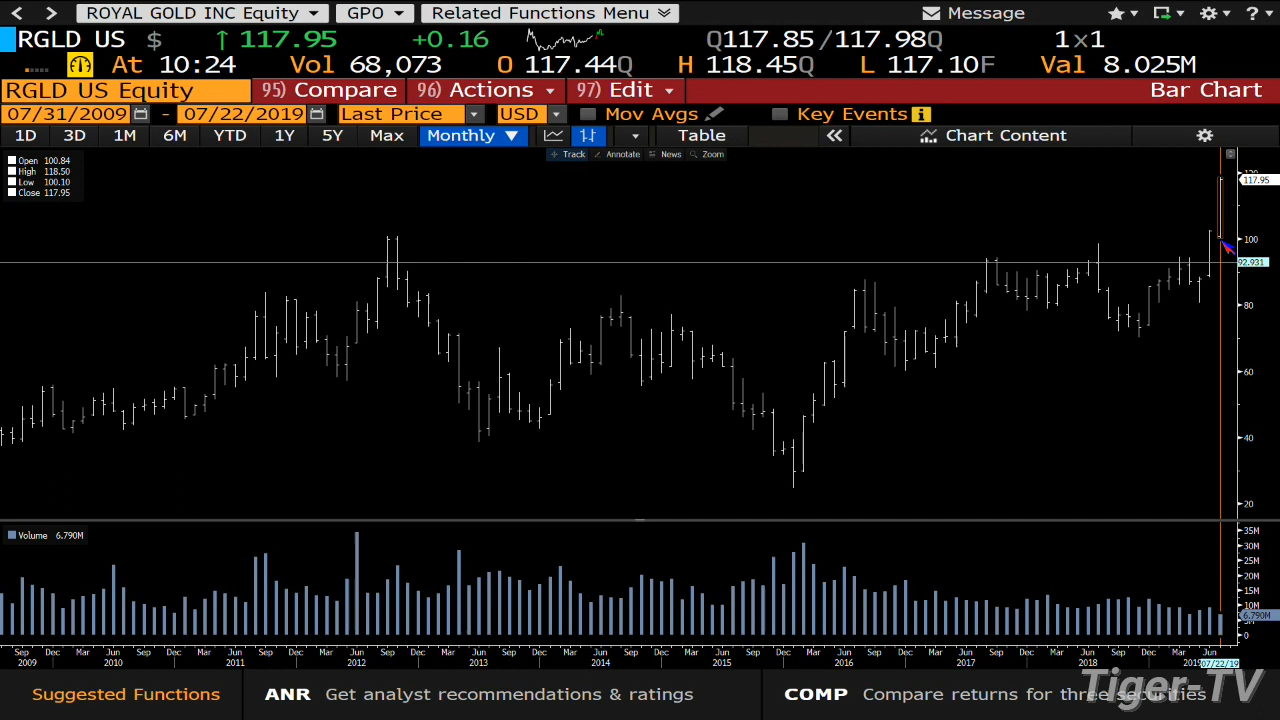 ROYAL GOLD INC Equity GPO Related Functions Menu Message
RGLD US $ ↑ 117.95 +0.16 Q117.85 /117.98Q 1×1
At 10:24 Vol 68,073 O 117.44Q H 118.45Q L 117.10F Val 8.025M
RGLD US Equity 95) Compare 96) Actions 97) Edit Bar Chart
07/31/2009 - 07/22/2019 Last Price USD Mov Avgs Key Events
1D 3D 1M 6M YTD 1Y 5Y Max Monthly ▼ Table « Chart Content
Track Annotate News Zoom
Open 100.84
High 118.50
Low 100.10
Close 117.95
117.95
100
92.931
80
60
40
20
Volume 6.790M
35M
30M
25M
20M
15M
10M
6.790M
0
Sep Dec Mar Jun Sep Dec Mar Jun Sep Dec Mar Jun Sep Dec Mar Jun Sep Dec Mar Jun Sep Dec Mar Jun Sep Dec Mar Jun Sep Dec Mar Jun Sep Dec Mar Jun Sep Dec Mar Jun
2009 2010 2011 2012 2013 2014 2015 2016 2017 2018 2019 07/22/19
Suggested Functions ANR Get analyst recommendations & ratings COMP Compare returns for three securities
Tiger-TV